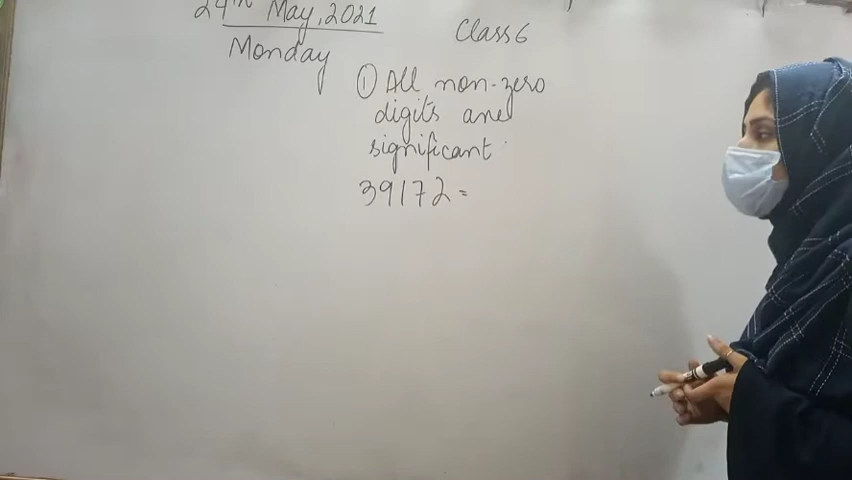 24th May, 2021
Monday
Class 6
① All non-zero
digits are
significant
39172 =